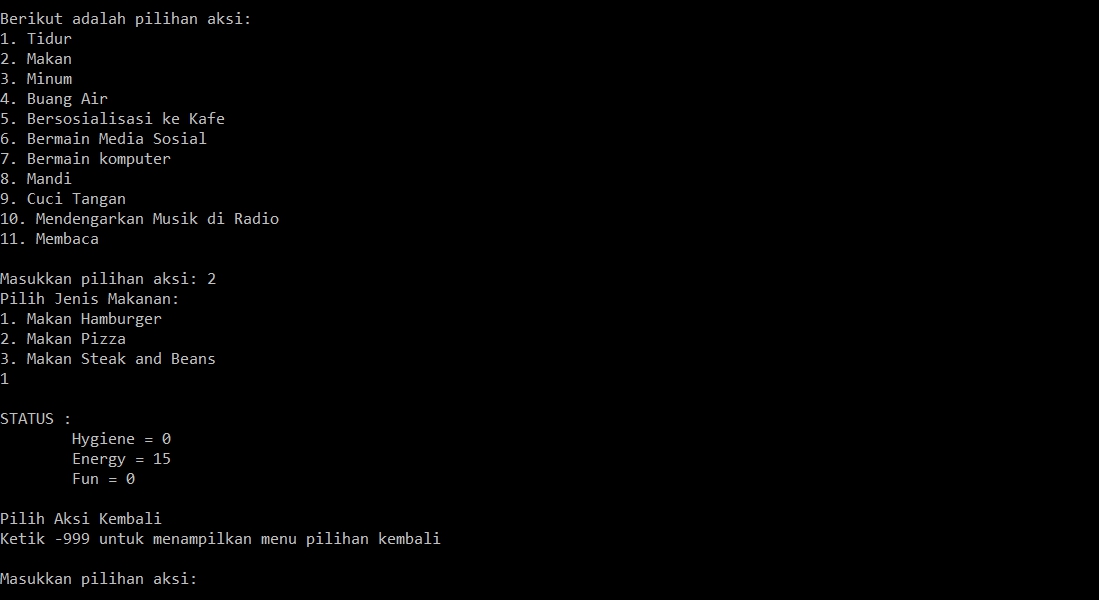 Berikut adalah pilihan aksi:
1. Tidur
2. Makan
3. Minum
4. Buang Air
5. Bersosialisasi ke Kafe
6. Bermain Media Sosial
7. Bermain komputer
8. Mandi
9. Cuci Tangan
10. Mendengarkan Musik di Radio
11. Membaca
Masukkan pilihan aksi: 2
Pilih Jenis Makanan:
1. Makan Hamburger
2. Makan Pizza
3. Makan Steak and Beans
1
STATUS :
Hygiene = 0
Energy = 15
Fun = 0
Pilih Aksi Kembali
Ketik -999 untuk menampilkan menu pilihan kembali
Masukkan pilihan aksi: